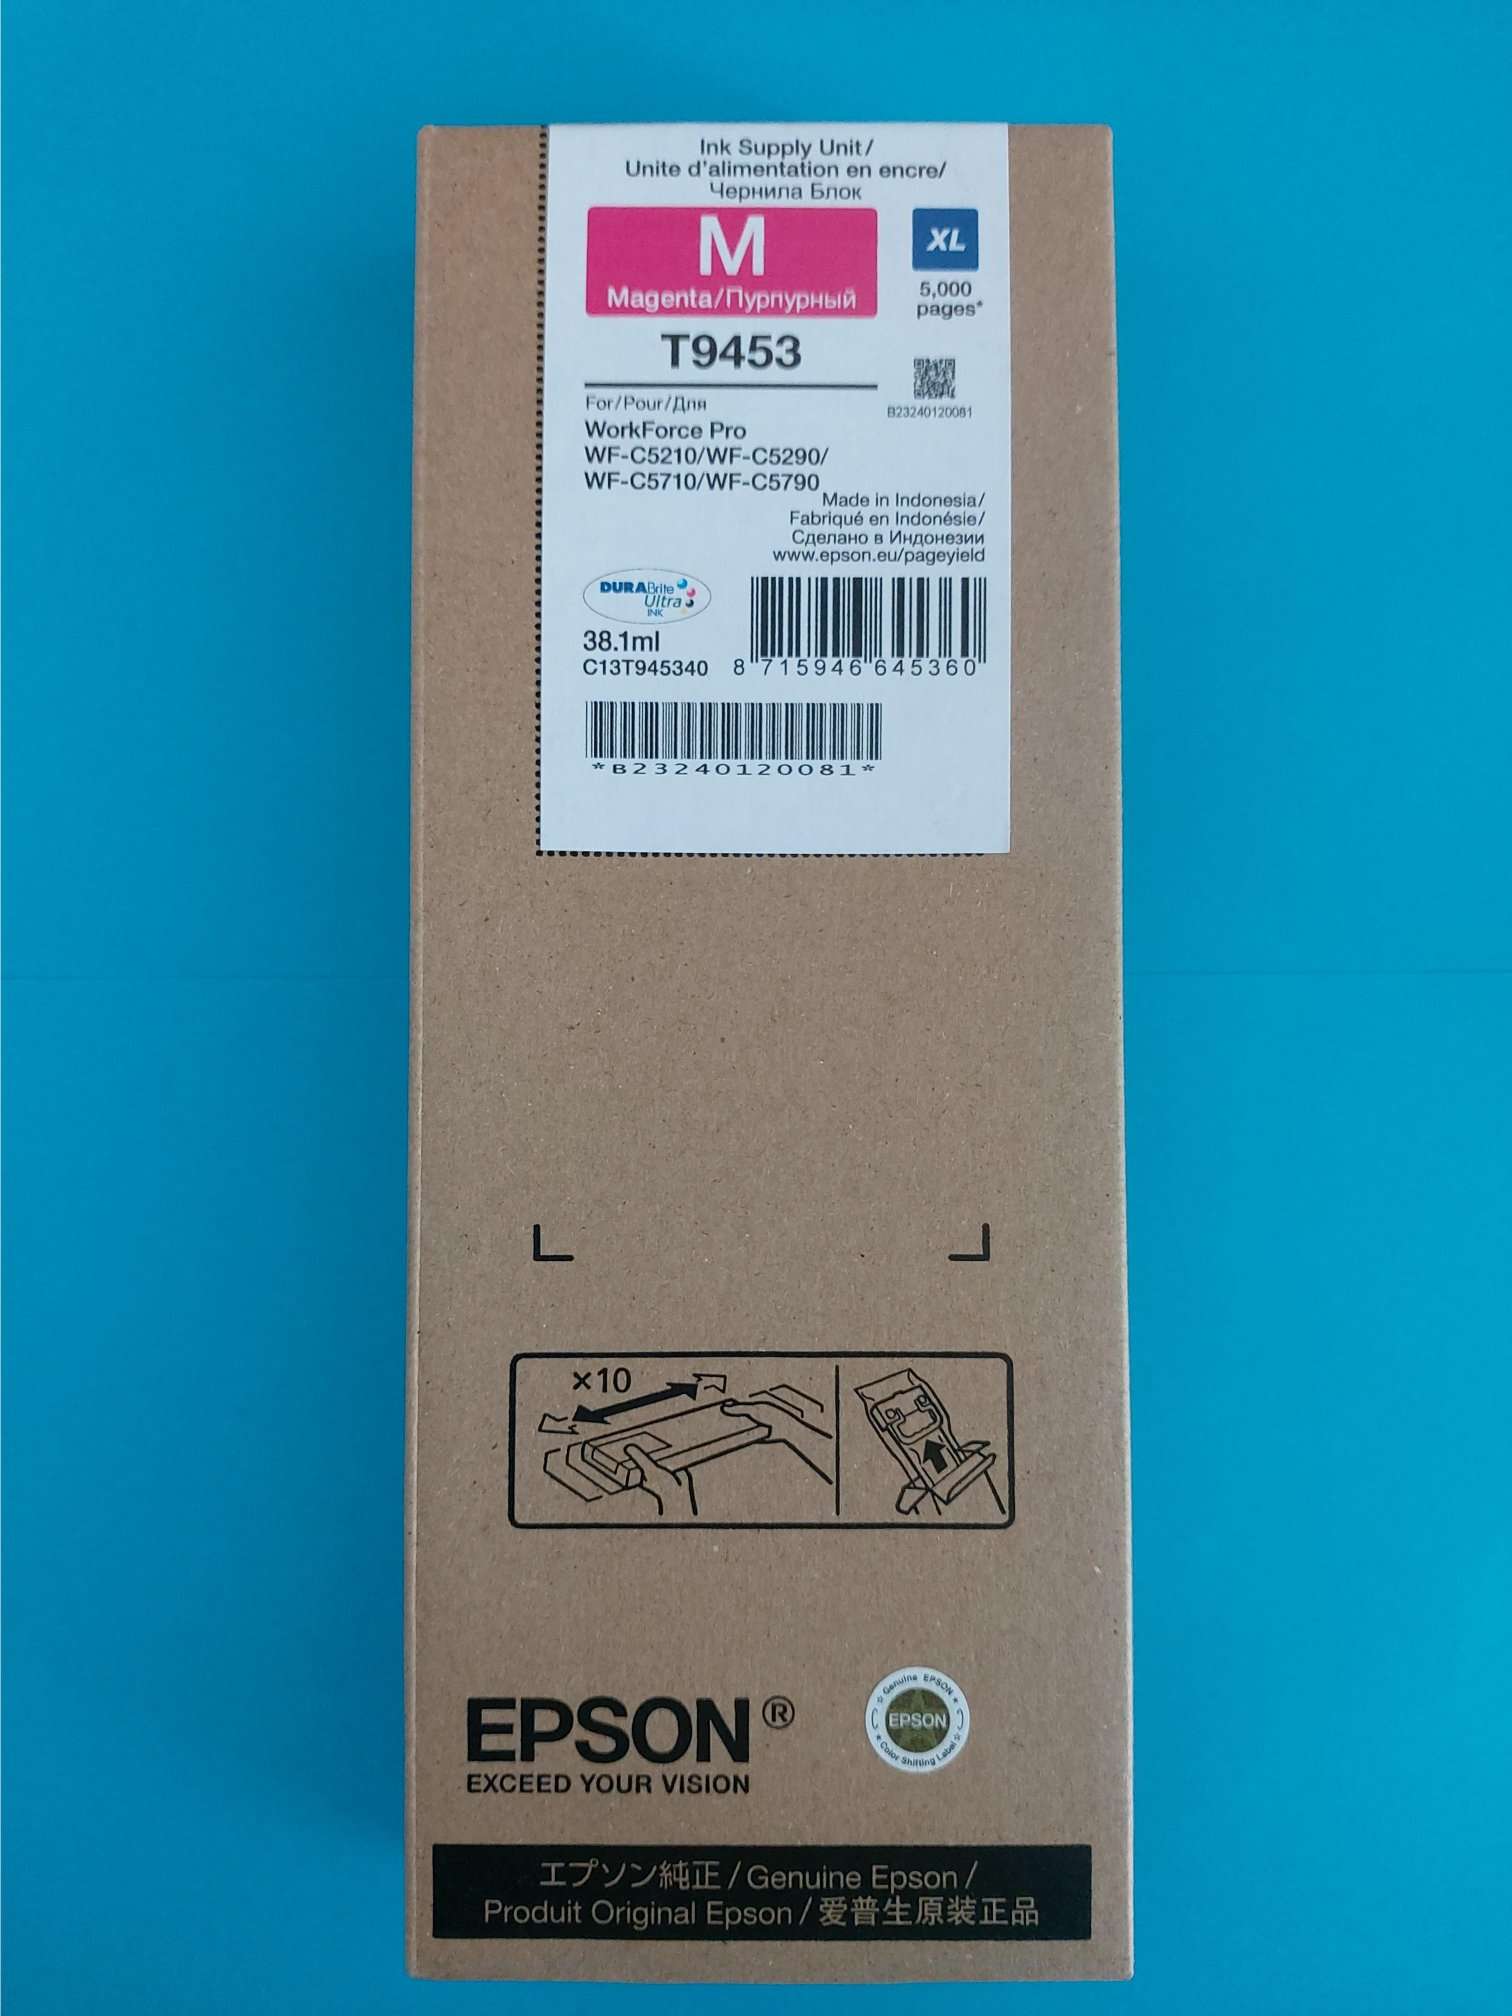 Ink Supply Unit/
Unite d'alimentation en encre/
Чернила Блок
M
Magenta/Пурпурный
XL
5,000
pages*
T9453
B23240120081
For/Pour/Для
WorkForce Pro
WF-C5210/WF-C5290/
WF-C5710/WF-C5790
Made in Indonesia/
Fabriqué en Indonésie/
Сделано в Индонезии
www.epson.eu/pageyield
DURABrite
Ultra
INK
38.1ml
C13T945340
8 715946 645360
*B23240120081*
×10
EPSON®
EXCEED YOUR VISION
Genuine EPSON
EPSON
Color Shifting Label
エプソン純正/Genuine Epson/
Produit Original Epson/爱普生原装正品